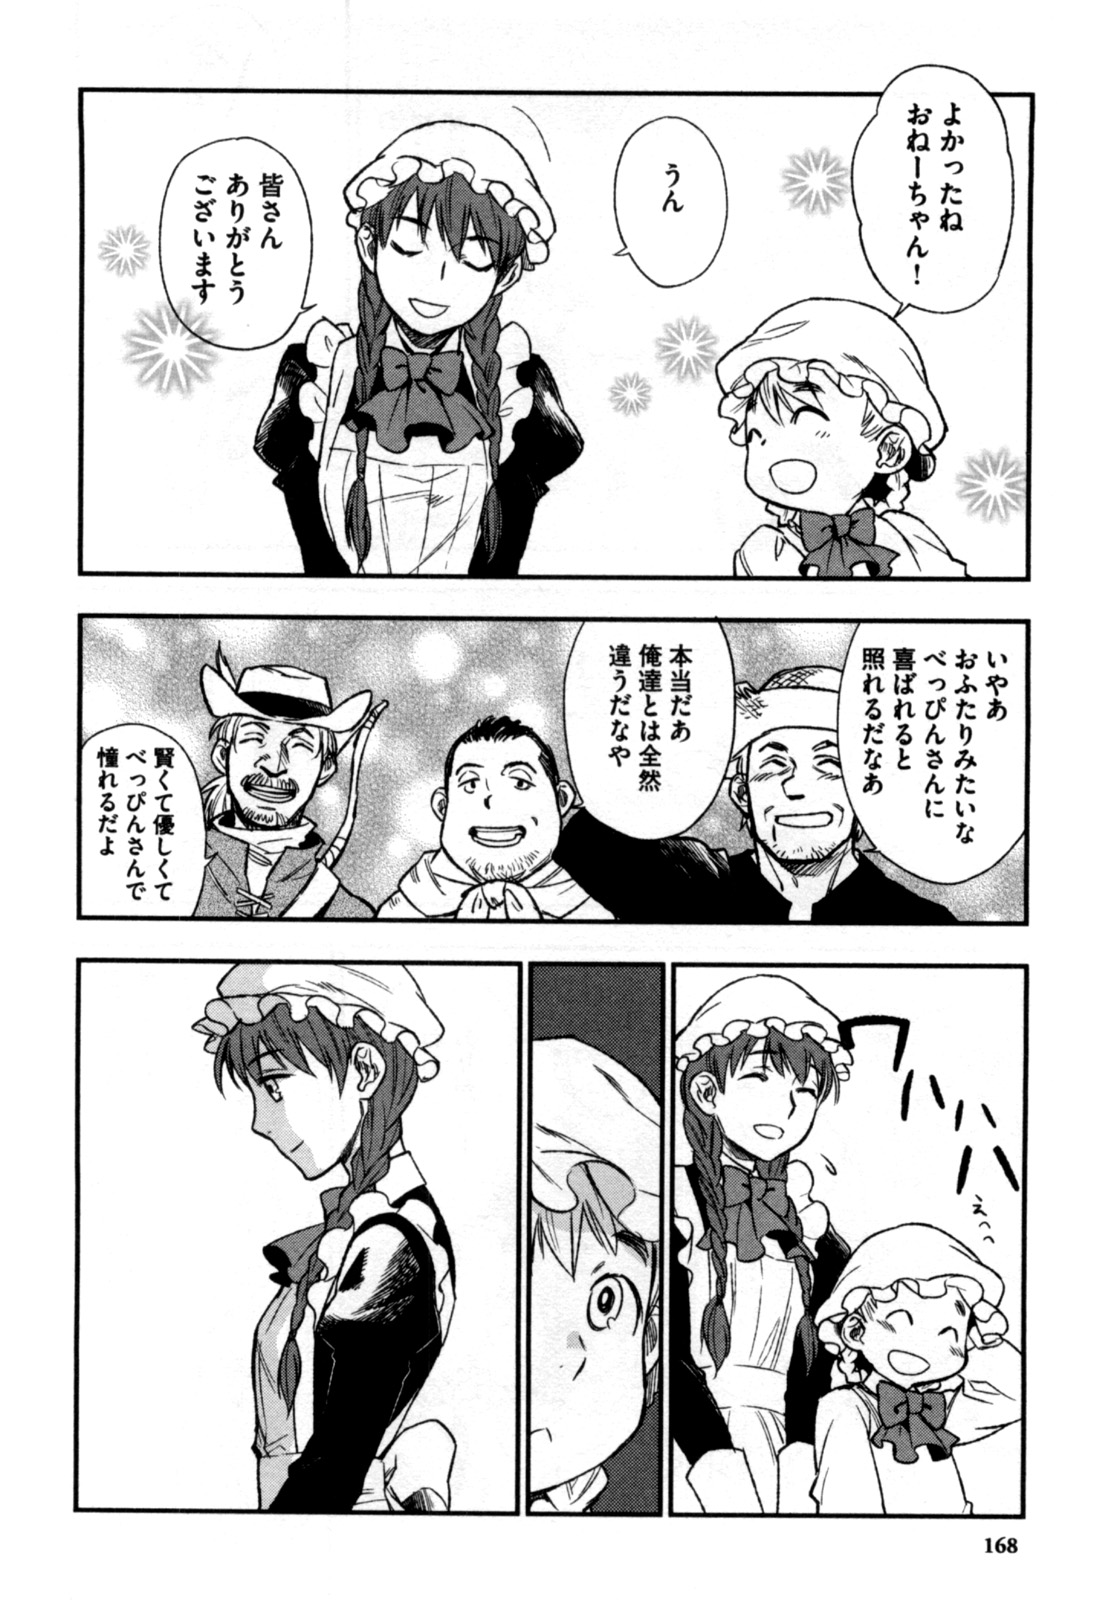 よかったね
おねーちゃん！
うん
皆さん
ありがとう
ございます
いやあ
おふたりみたいな
べっぴんさんに
喜ばれると
照れるだなあ
本当だあ
俺達とは全然
違うだなや
賢くて優しくて
べっぴんさんで
憧れるだよ
ワハハハ
えっっ
168